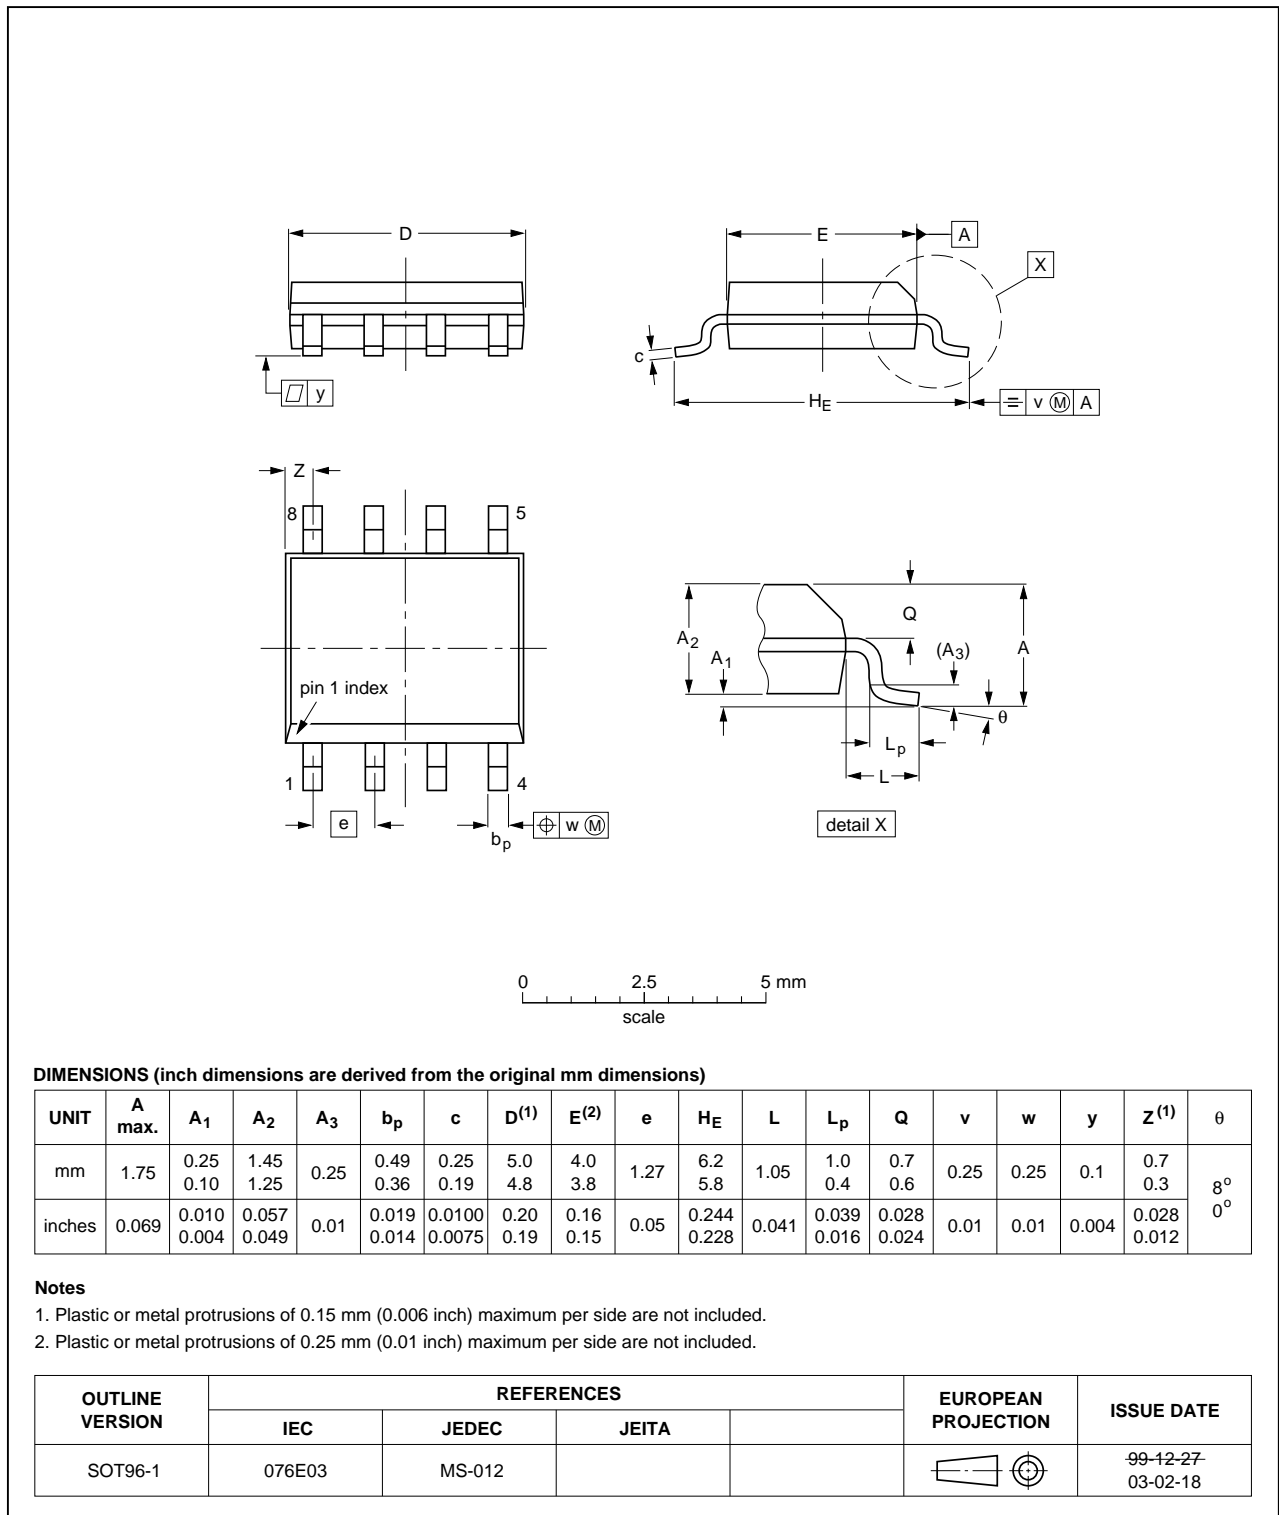 D
E
A
X
c
y
HE
v M A
Z
8
5
pin 1 index
1
4
e
bp
w M
A2
A1
Q
(A3)
A
θ
Lp
L
detail X
0 2.5 5 mm
scale
DIMENSIONS (inch dimensions are derived from the original mm dimensions)
UNIT A max. A1 A2 A3 bp c D(1) E(2) e HE L Lp Q v w y Z(1) θ
mm 1.75 0.25 0.10 1.45 1.25 0.25 0.49 0.36 0.25 0.19 5.0 4.8 4.0 3.8 1.27 6.2 5.8 1.05 1.0 0.4 0.7 0.6 0.25 0.25 0.1 0.7 0.3 8o 0o
inches 0.069 0.010 0.004 0.057 0.049 0.01 0.019 0.014 0.0100 0.0075 0.20 0.19 0.16 0.15 0.05 0.244 0.228 0.041 0.039 0.016 0.028 0.024 0.01 0.01 0.004 0.028 0.012
Notes
1. Plastic or metal protrusions of 0.15 mm (0.006 inch) maximum per side are not included.
2. Plastic or metal protrusions of 0.25 mm (0.01 inch) maximum per side are not included.
OUTLINE VERSION REFERENCES EUROPEAN PROJECTION ISSUE DATE
IEC JEDEC JEITA
SOT96-1 076E03 MS-012 99-12-27
03-02-18